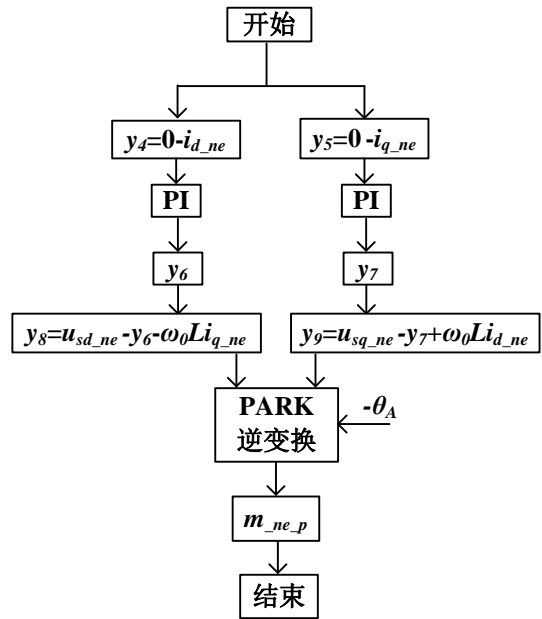 开始
y4=0-id_ne
y5=0-iq_ne
PI
PI
y6
y7
y8=usd_ne-y6-ω0Liq_ne
y9=usq_ne-y7+ω0Lid_ne
PARK
逆变换
-θA
m_ne_p
结束